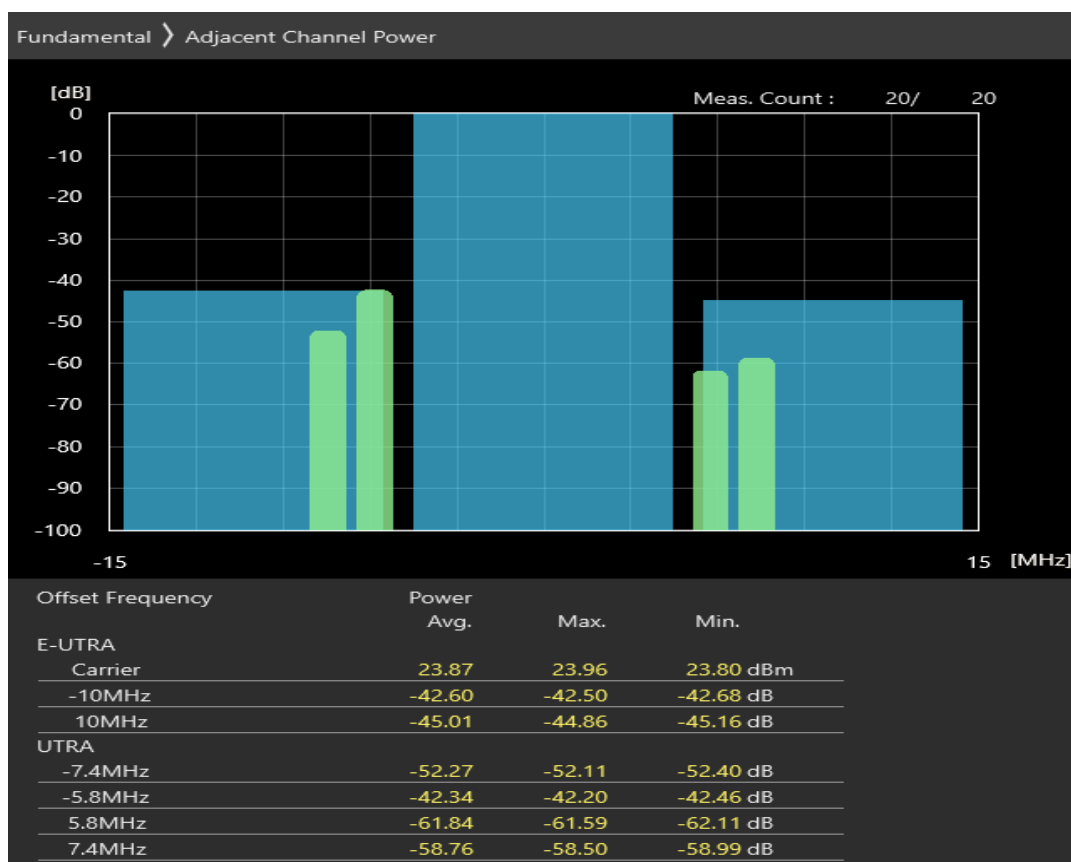 Fundamental 〉 Adjacent Channel Power
[dB]
Meas. Count : 20/ 20
0
-10
-20
-30
-40
-50
-60
-70
-80
-90
-100
-15 15 [MHz]
Offset Frequency Power
Avg. Max. Min.
E-UTRA
Carrier 23.87 23.96 23.80 dBm
-10MHz -42.60 -42.50 -42.68 dB
10MHz -45.01 -44.86 -45.16 dB
UTRA
-7.4MHz -52.27 -52.11 -52.40 dB
-5.8MHz -42.34 -42.20 -42.46 dB
5.8MHz -61.84 -61.59 -62.11 dB
7.4MHz -58.76 -58.50 -58.99 dB